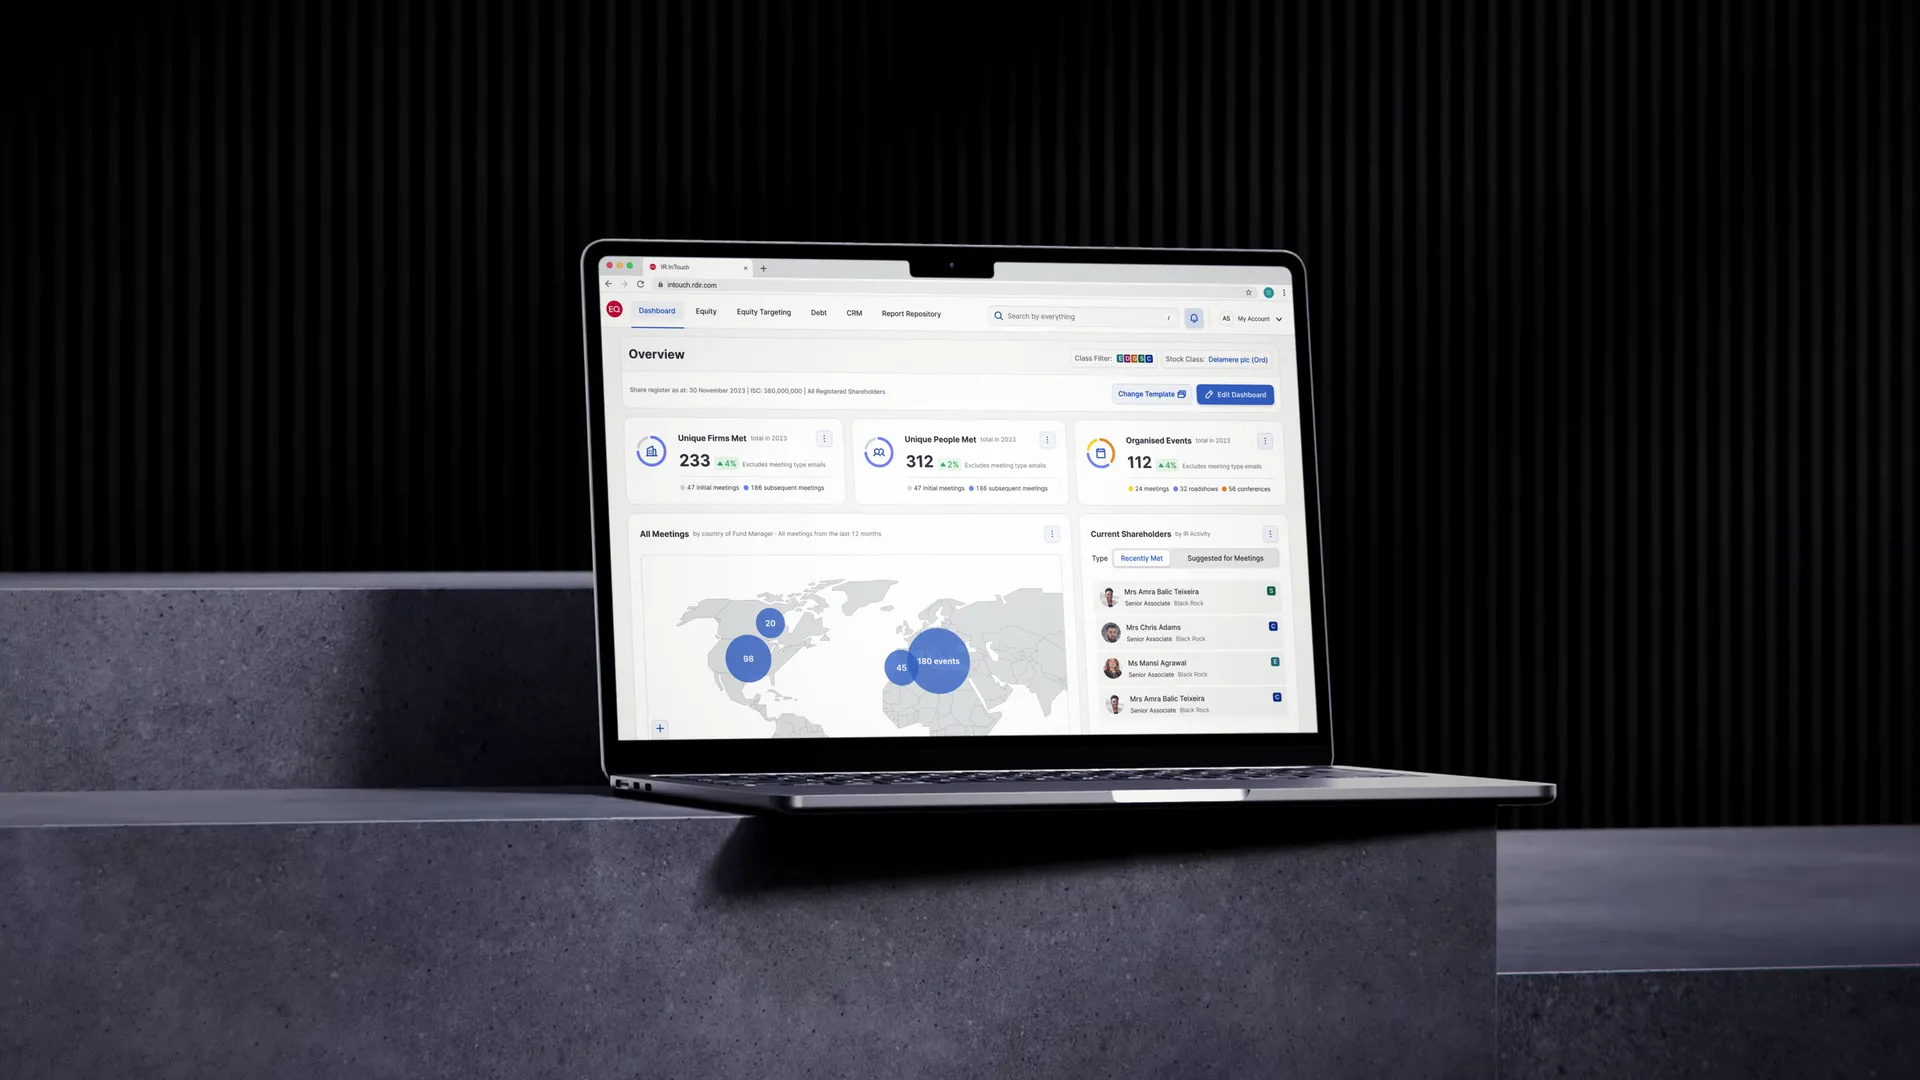 IR:InTouch
intouch.rdir.com
EQ Dashboard Equity Equity Targeting Debt CRM Report Repository Search by everything / AS My Account
Overview
Class Filter: E D G S C Stock Class: Delamere plc (Ord)
Share register as at: 30 November 2023 | ISC: 380,000,000 | All Registered Shareholders
Change Template Edit Dashboard
Unique Firms Met total in 2023
233 4% Excludes meeting type emails
47 initial meetings 186 subsequent meetings
Unique People Met total in 2023
312 2% Excludes meeting type emails
47 initial meetings 186 subsequent meetings
Organised Events total in 2023
112 4% Excludes meeting type emails
24 meetings 32 roadshows 56 conferences
All Meetings by country of Fund Manager · All meetings from the last 12 months
20
98
45
180 events
Current Shareholders by IR Activity
Type Recently Met Suggested for Meetings
Mrs Amra Balic Teixeira S
Senior Associate Black Rock
Mrs Chris Adams C
Senior Associate Black Rock
Ms Mansi Agrawal E
Senior Associate Black Rock
Mrs Amra Balic Teixeira C
Senior Associate Black Rock